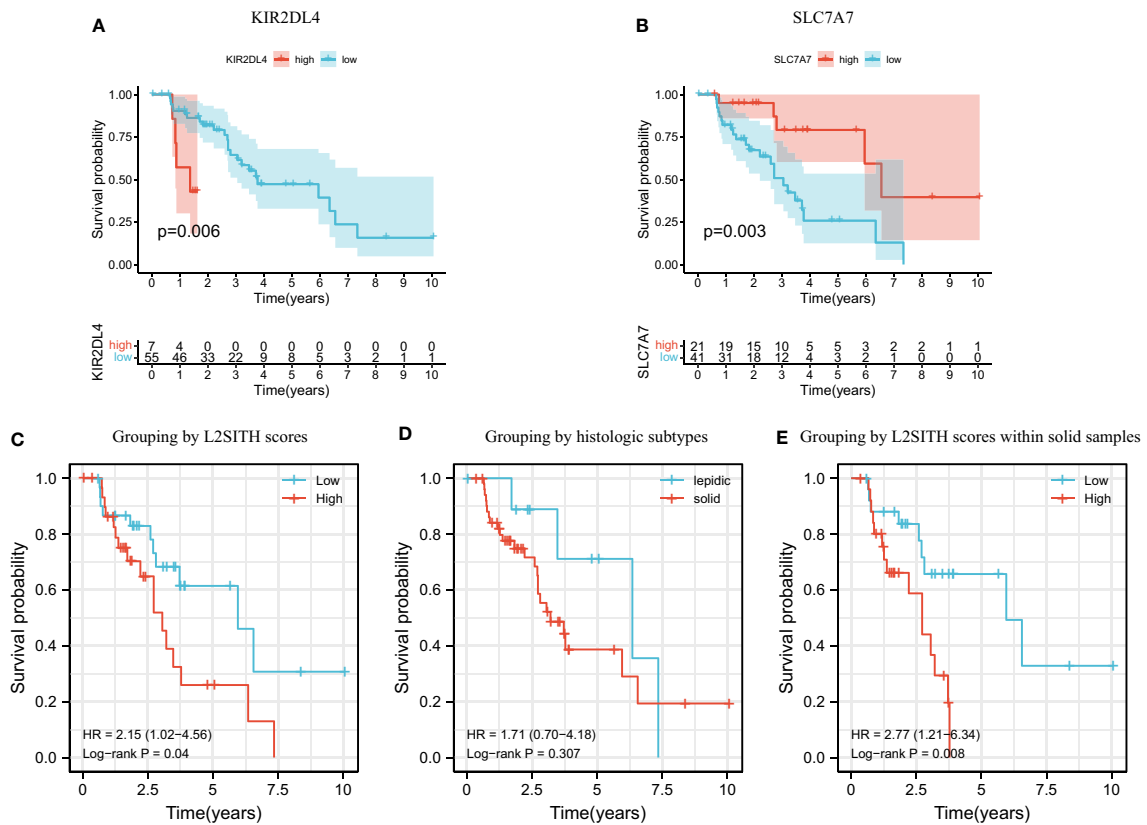 A
KIR2DL4
KIR2DL4 high low
Survival probability
1.00
0.75
0.50
0.25
0.00
p=0.006
0 1 2 3 4 5 6 7 8 9 10
Time(years)
KIR2DL4
high 7 4 0 0 0 0 0 0 0 0 0
low 55 46 33 22 9 8 5 3 2 1 1
0 1 2 3 4 5 6 7 8 9 10
Time(years)
B
SLC7A7
SLC7A7 high low
Survival probability
1.00
0.75
0.50
0.25
0.00
p=0.003
0 1 2 3 4 5 6 7 8 9 10
Time(years)
SLC7A7
high 21 19 15 10 5 5 3 2 2 1 1
low 41 31 18 12 4 3 2 1 0 0 0
0 1 2 3 4 5 6 7 8 9 10
Time(years)
C
Grouping by L2SITH scores
Low
High
Survival probability
1.0
0.8
0.6
0.4
0.2
0.0
HR = 2.15 (1.02−4.56)
Log−rank P = 0.04
0 2.5 5 7.5 10
Time(years)
D
Grouping by histologic subtypes
lepidic
solid
Survival probability
1.0
0.8
0.6
0.4
0.2
0.0
HR = 1.71 (0.70−4.18)
Log−rank P = 0.307
0 2.5 5 7.5 10
Time(years)
E
Grouping by L2SITH scores within solid samples
Low
High
Survival probability
1.0
0.8
0.6
0.4
0.2
0.0
HR = 2.77 (1.21−6.34)
Log−rank P = 0.008
0 2.5 5 7.5 10
Time(years)